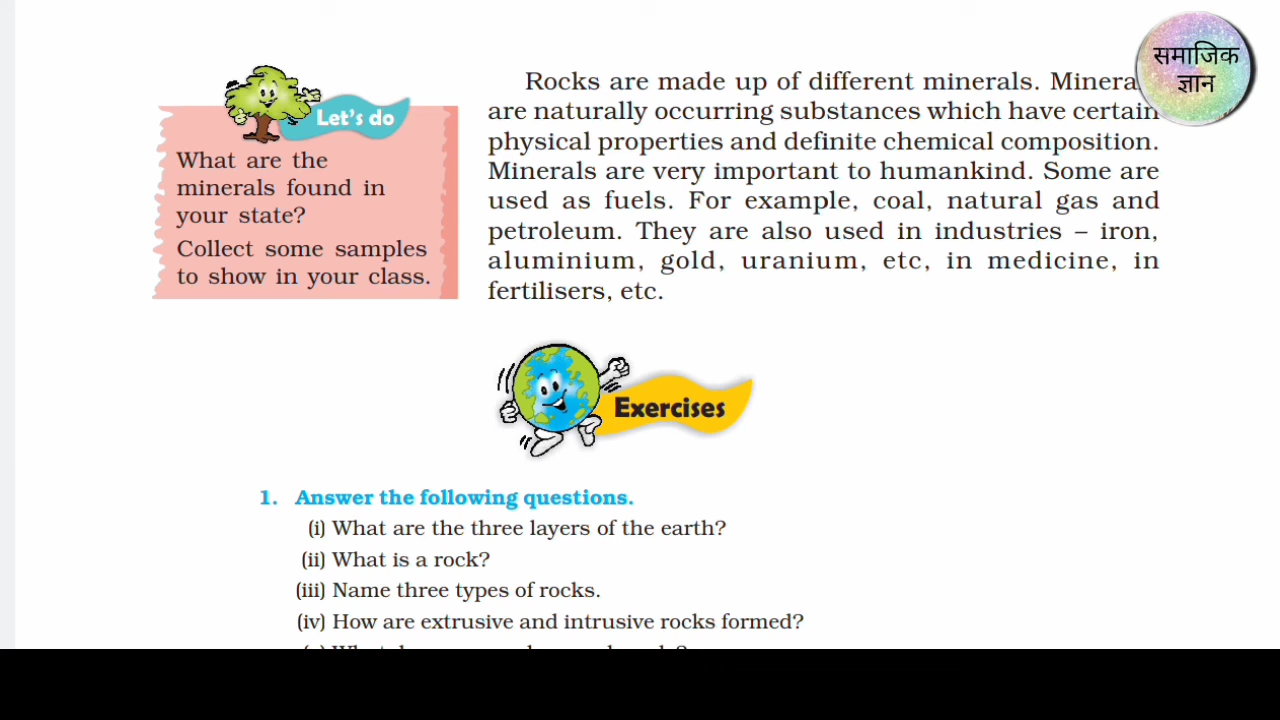 समाजिक
ज्ञान
Let's do
What are the
minerals found in
your state?
Collect some samples
to show in your class.
Rocks are made up of different minerals.
are naturally occurring substances which have certain
physical properties and definite chemical composition.
Minerals are very important to humankind. Some are
used as fuels. For example, coal, natural gas and
petroleum. They are also used in industries – iron,
aluminium, gold, uranium, etc, in medicine, in
fertilisers, etc.
Exercises
1. Answer the following questions.
(i) What are the three layers of the earth?
(ii) What is a rock?
(iii) Name three types of rocks.
(iv) How are extrusive and intrusive rocks formed?